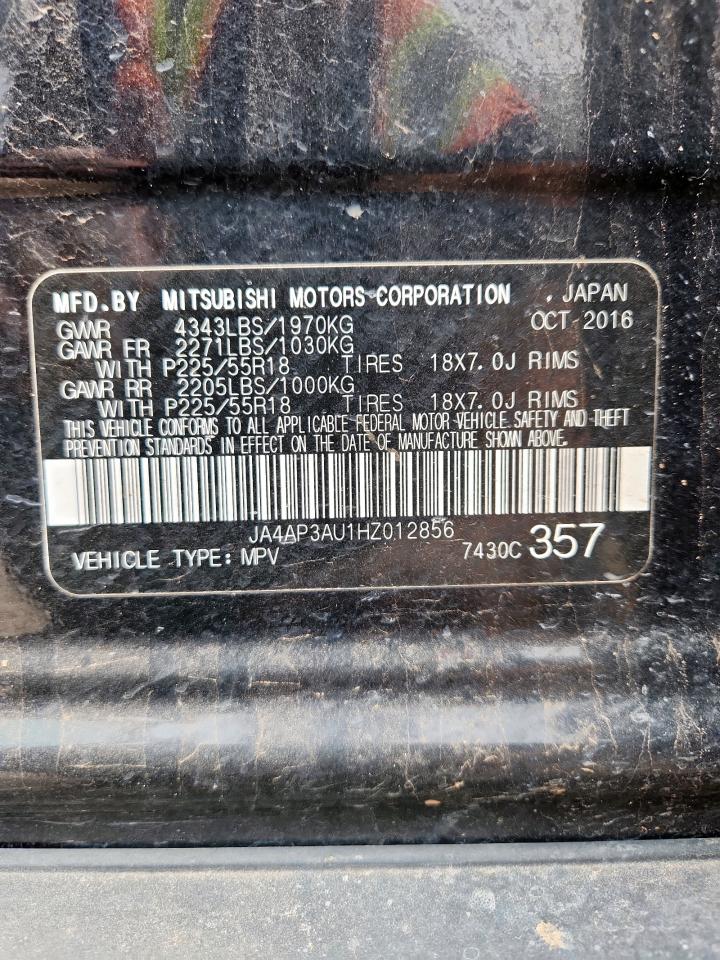 MFD.BY MITSUBISHI MOTORS CORPORATION , JAPAN
GVWR 4343LBS/1970KG OCT 2016
GAWR FR 2271LBS/1030KG
WITH P225/55R18 TIRES 18X7.0J RIMS
GAWR RR 2205LBS/1000KG
WITH P225/55R18 TIRES 18X7.0J RIMS
THIS VEHICLE CONFORMS TO ALL APPLICABLE FEDERAL MOTOR VEHICLE SAFETY AND THEFT
PREVENTION STANDARDS IN EFFECT ON THE DATE OF MANUFACTURE SHOWN ABOVE.
JA4AP3AU1HZ012856
VEHICLE TYPE: MPV 7430C 357